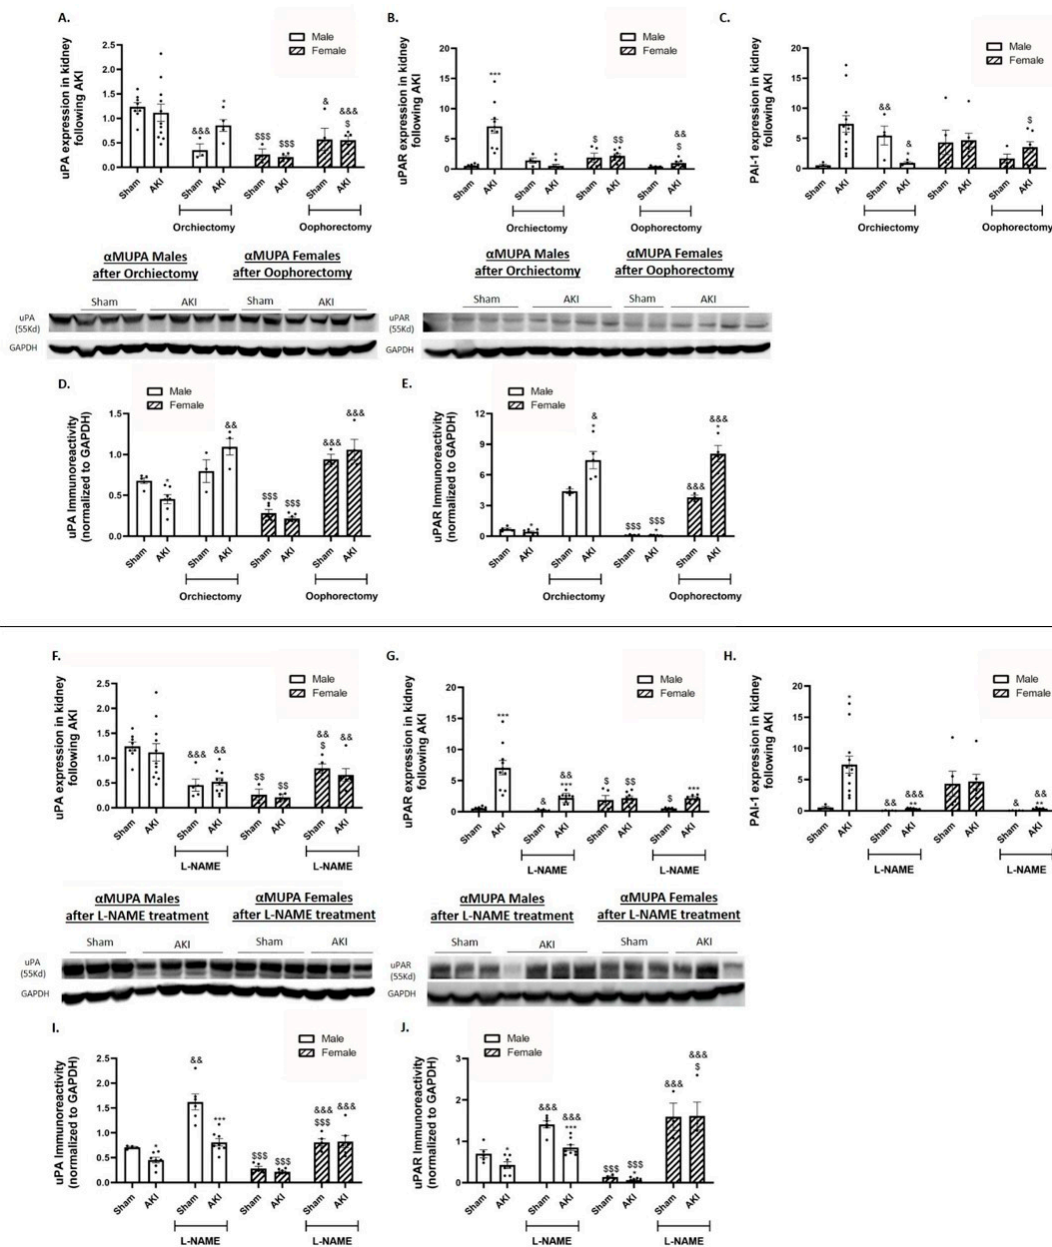 A.
uPA expression in kidney
following AKI
2.5
2.0
1.5
1.0
0.5
0.0
Male
Female
&&&
*
$$$
$$$
&
&&&
$
Sham
AKI
Sham
AKI
Sham
AKI
Sham
AKI
Orchiectomy
Oophorectomy
B.
uPAR expression in kidney
following AKI
20
15
10
5
0
Male
Female
***
*
$
$$
&&
$
*
Sham
AKI
Sham
AKI
Sham
AKI
Sham
AKI
Orchiectomy
Oophorectomy
C.
PAI-1 expression in kidney
following AKI
20
15
10
5
0
Male
Female
&&
&
*
$
Sham
AKI
Sham
AKI
Sham
AKI
Sham
AKI
Orchiectomy
Oophorectomy
αMUPA Males
after Orchiectomy
αMUPA Females
after Oophorectomy
Sham
AKI
Sham
AKI
uPA
(55Kd)
GAPDH
αMUPA Males
after Orchiectomy
αMUPA Females
after Oophorectomy
Sham
AKI
Sham
AKI
uPAR
(55Kd)
GAPDH
D.
uPA Immunoreactivity
(normalized to GAPDH)
1.5
1.0
0.5
0.0
Male
Female
*
&&
$$$
$$$
&&&
&&&
Sham
AKI
Sham
AKI
Sham
AKI
Sham
AKI
Orchiectomy
Oophorectomy
E.
uPAR Immunoreactivity
(normalized to GAPDH)
12
9
6
3
0
Male
Female
*
&
*
$$$
$$$
*
&&&
&&&
*
Sham
AKI
Sham
AKI
Sham
AKI
Sham
AKI
Orchiectomy
Oophorectomy
F.
uPA expression in kidney
following AKI
2.5
2.0
1.5
1.0
0.5
0.0
Male
Female
&&&
&&
$$
$$
&&
$
&&
Sham
AKI
Sham
AKI
Sham
AKI
Sham
AKI
L-NAME
L-NAME
G.
uPAR expression in kidney
following AKI
20
15
10
5
0
Male
Female
***
&
&&
***
$
$$
$
***
Sham
AKI
Sham
AKI
Sham
AKI
Sham
AKI
L-NAME
L-NAME
H.
PAI-1 expression in kidney
following AKI
20
15
10
5
0
Male
Female
*
&&
&&&
**
&
&&
**
Sham
AKI
Sham
AKI
Sham
AKI
Sham
AKI
L-NAME
L-NAME
αMUPA Males
after L-NAME treatment
αMUPA Females
after L-NAME treatment
Sham
AKI
Sham
AKI
uPA
(55Kd)
GAPDH
αMUPA Males
after L-NAME treatment
αMUPA Females
after L-NAME treatment
Sham
AKI
Sham
AKI
uPAR
(55Kd)
GAPDH
I.
uPA Immunoreactivity
(normalized to GAPDH)
2.5
2.0
1.5
1.0
0.5
0.0
Male
Female
*
&&
***
$$$
$$$
&&&
$$$
&&&
Sham
AKI
Sham
AKI
Sham
AKI
Sham
AKI
L-NAME
L-NAME
J.
uPAR Immunoreactivity
(normalized to GAPDH)
3
2
1
0
Male
Female
*
&&&
&&&
***
$$$
$$$
*
&&&
&&&
$
Sham
AKI
Sham
AKI
Sham
AKI
Sham
AKI
L-NAME
L-NAME